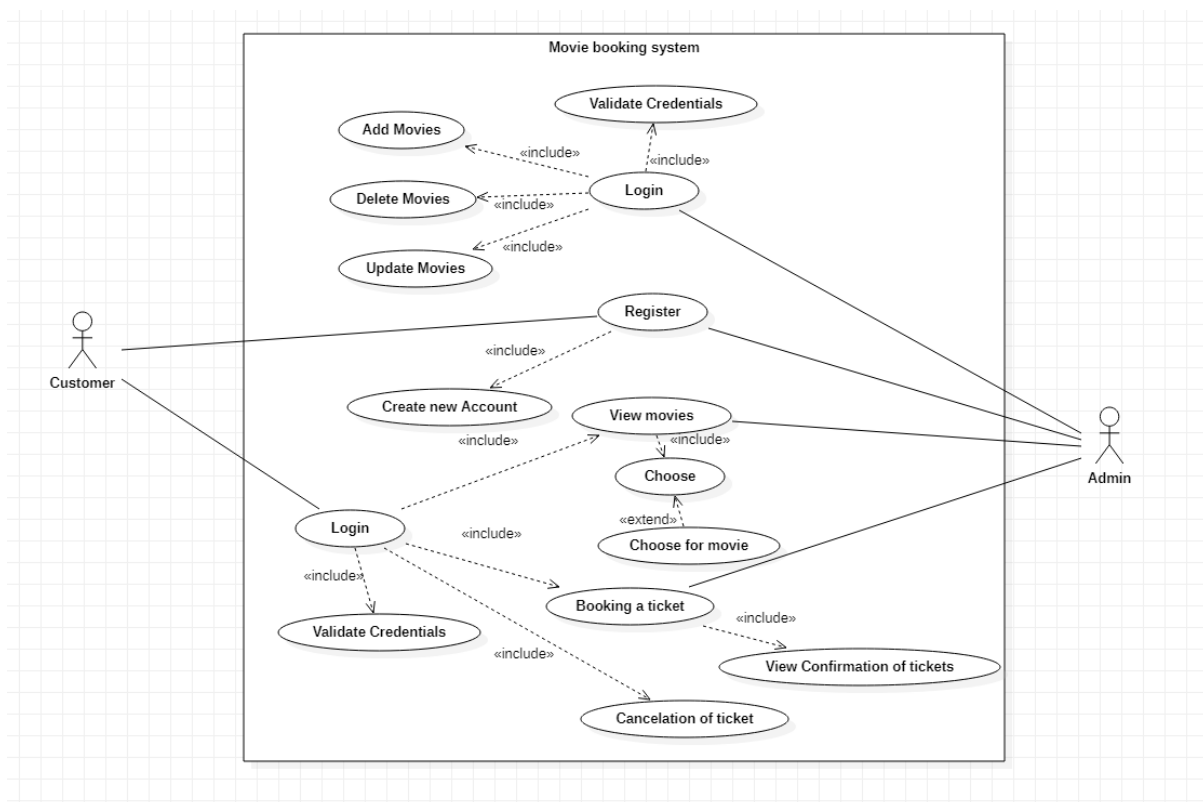 Movie booking system
Validate Credentials
Add Movies
«include»
«include»
Login
Delete Movies
«include»
«include»
Update Movies
Register
«include»
Customer
Create new Account
View movies
«include»
«include»
Choose
Admin
«extend»
Login
«include»
Choose for movie
«include»
Booking a ticket
«include»
Validate Credentials
«include»
View Confirmation of tickets
Cancelation of ticket